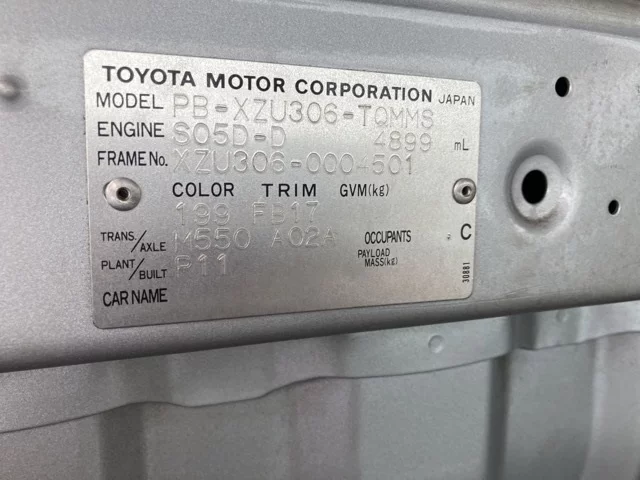 TOYOTA MOTOR CORPORATION JAPAN
MODEL PB-XZU306-TQMMS
ENGINE S05D-D 4899 mL
FRAME No. XZU306-0004501
COLOR TRIM GVM(kg)
199 FB17
TRANS./AXLE M550 A02A OCCUPANTS C
PLANT/BUILT P11 PAYLOAD MASS(kg)
CAR NAME
30881